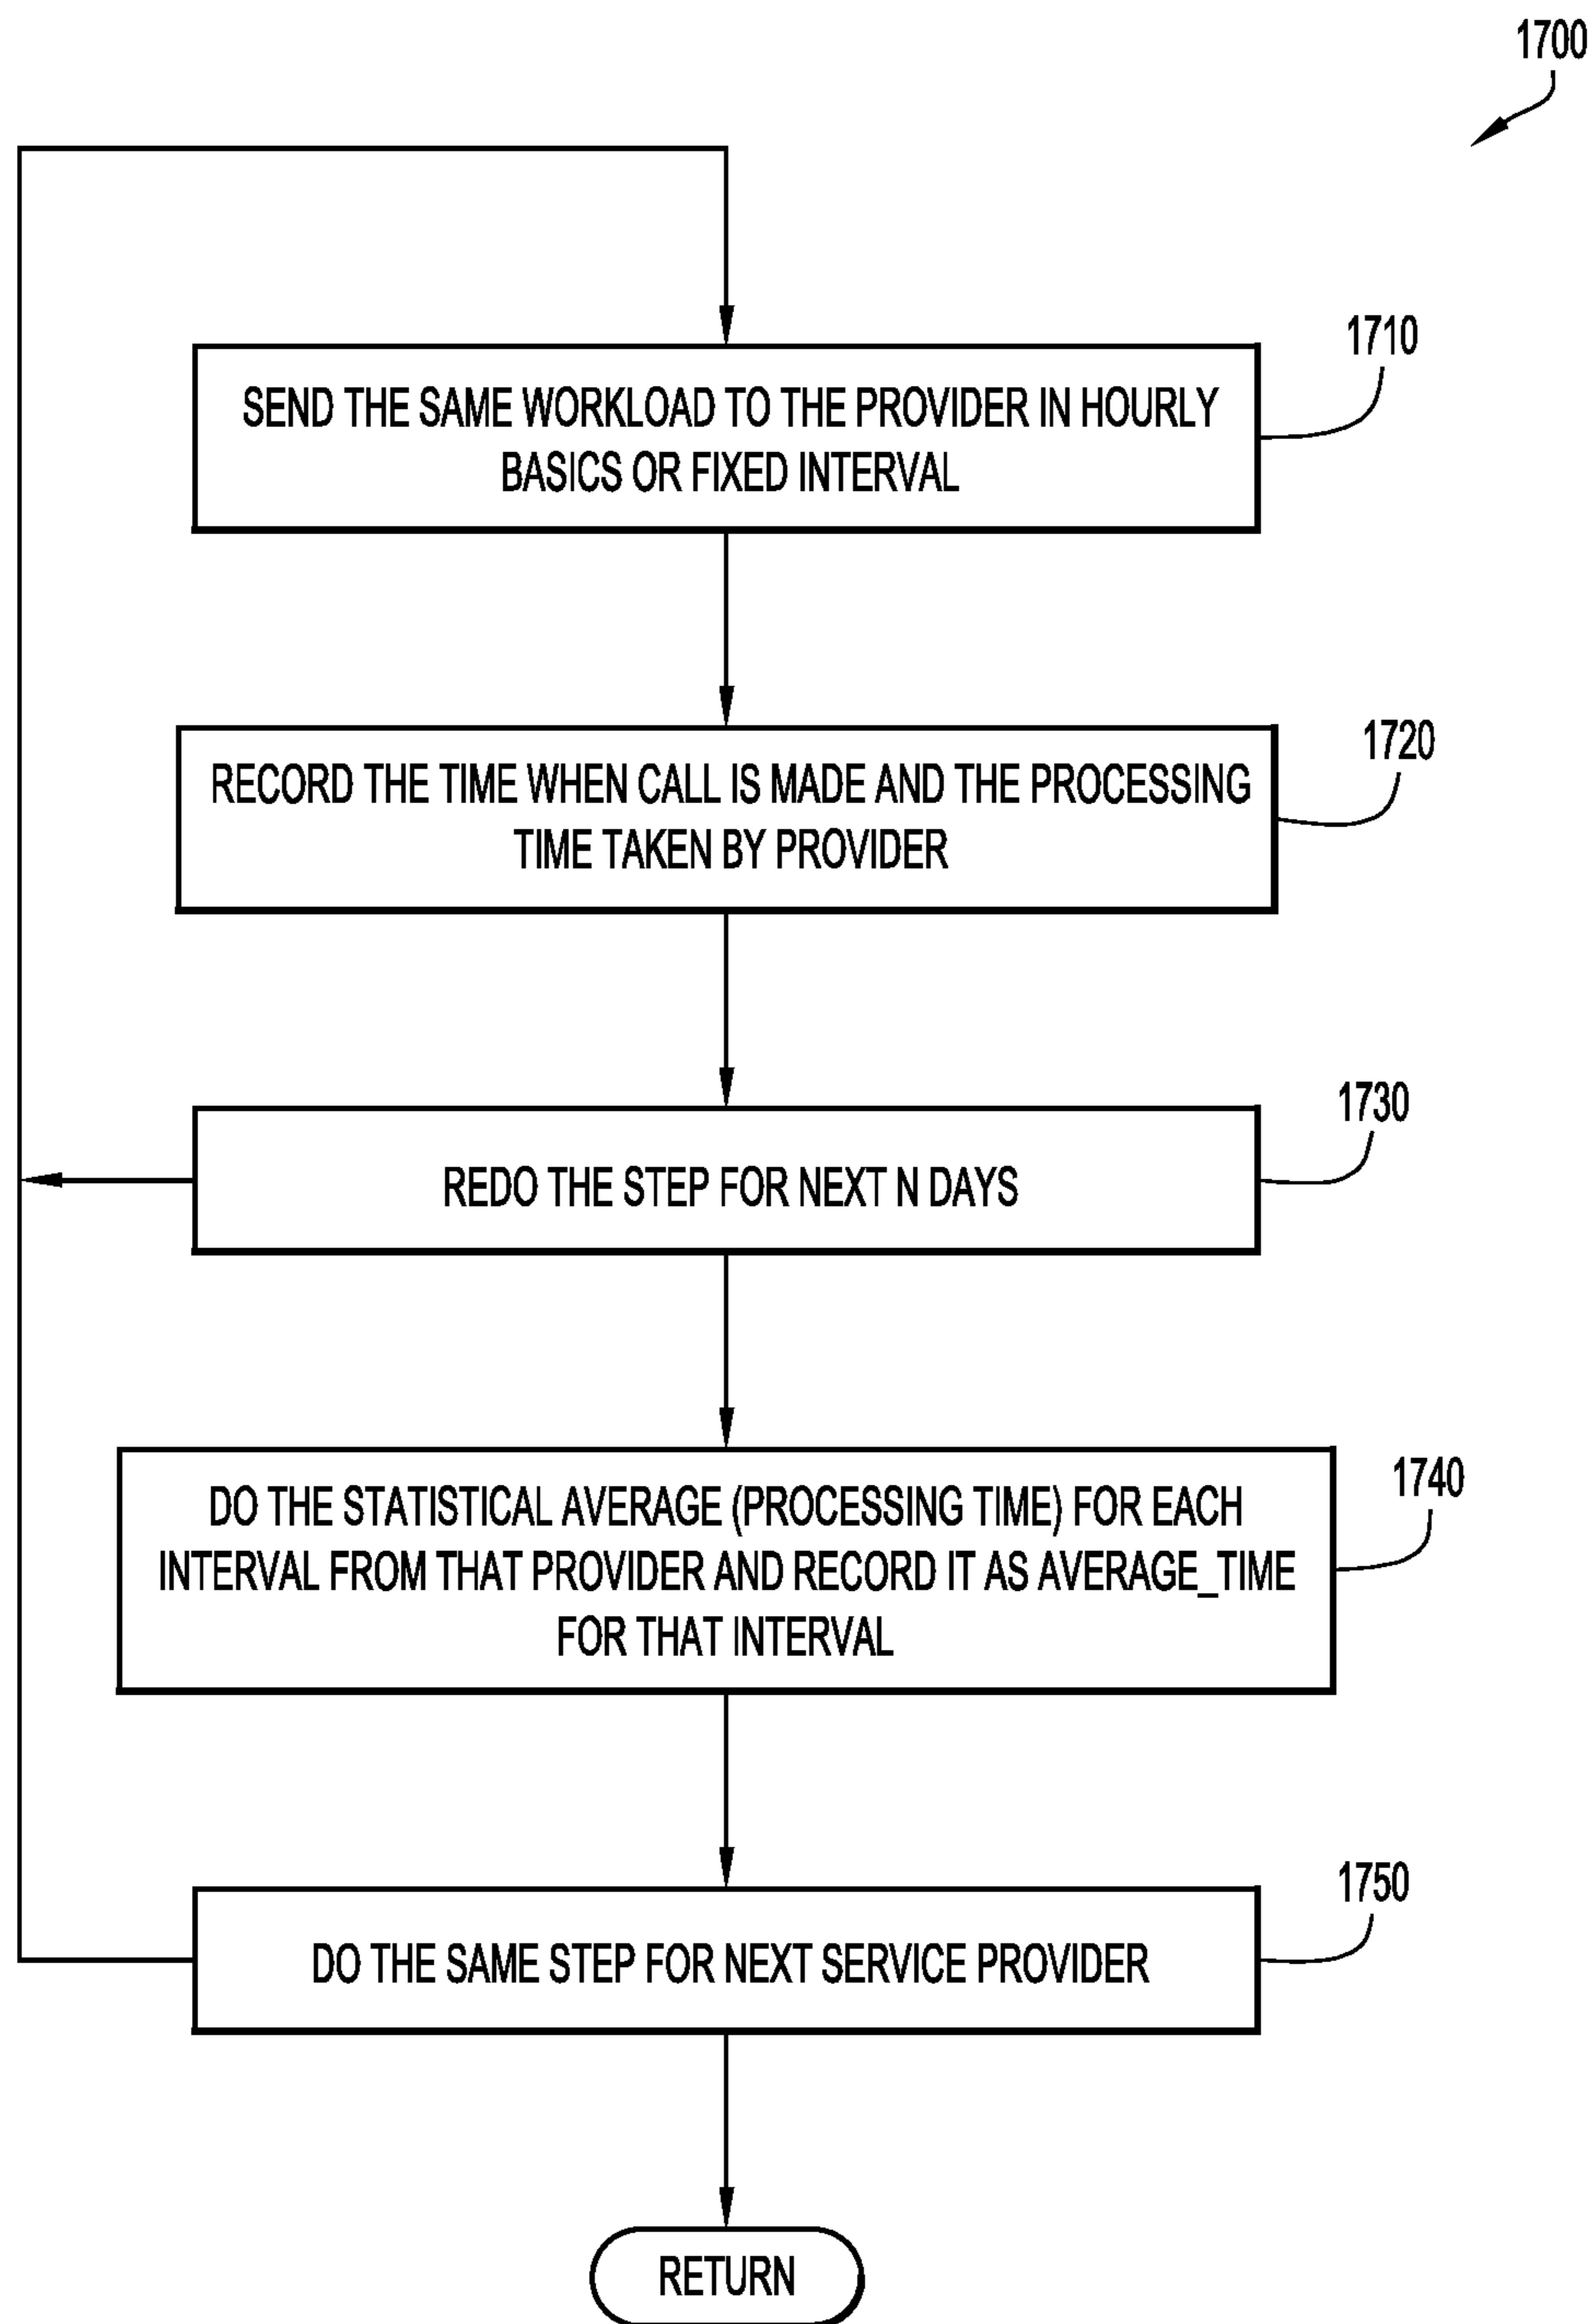 1700
1710
SEND THE SAME WORKLOAD TO THE PROVIDER IN HOURLY
BASICS OR FIXED INTERVAL
1720
RECORD THE TIME WHEN CALL IS MADE AND THE PROCESSING
TIME TAKEN BY PROVIDER
1730
REDO THE STEP FOR NEXT N DAYS
1740
DO THE STATISTICAL AVERAGE (PROCESSING TIME) FOR EACH
INTERVAL FROM THAT PROVIDER AND RECORD IT AS AVERAGE_TIME
FOR THAT INTERVAL
1750
DO THE SAME STEP FOR NEXT SERVICE PROVIDER
RETURN